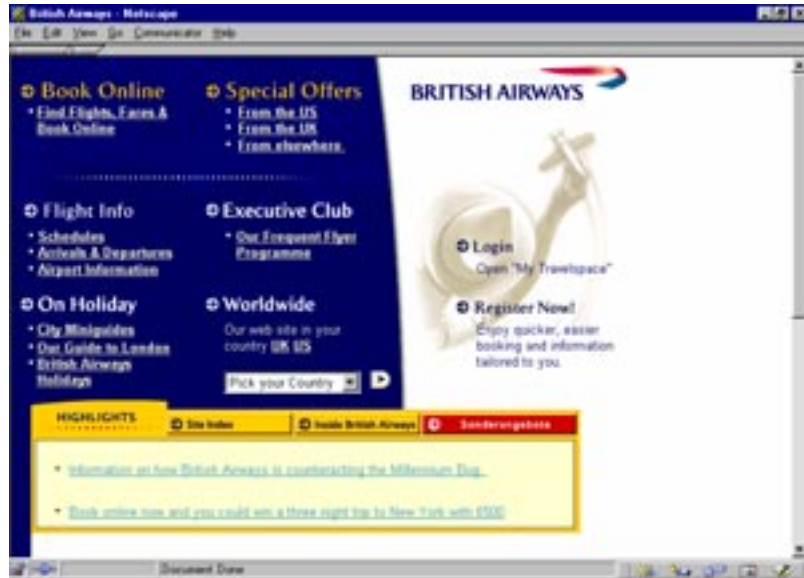 British Airways - Netscape
File Edit View Go Communicator Help
Book Online
Find Flights, Fares &
Book Online
Special Offers
From the US
From the UK
From elsewhere.
BRITISH AIRWAYS
Flight Info
Schedules
Arrivals & Departures
Airport Information
Executive Club
Our Frequent Flyer
Programme
Login
Open "My Travelspace"
On Holiday
City Miniguides
Our Guide to London
British Airways
Holidays
Worldwide
Our web site in your
country UK US
Pick your Country
Register Now!
Enjoy quicker, easier
booking and information
tailored to you.
HIGHLIGHTS
Site Index
Inside British Airways
Sonderangebote
Information on how British Airways is counteracting the Millennium Bug.
Book online now and you could win a three night trip to New York with £500
Document Done